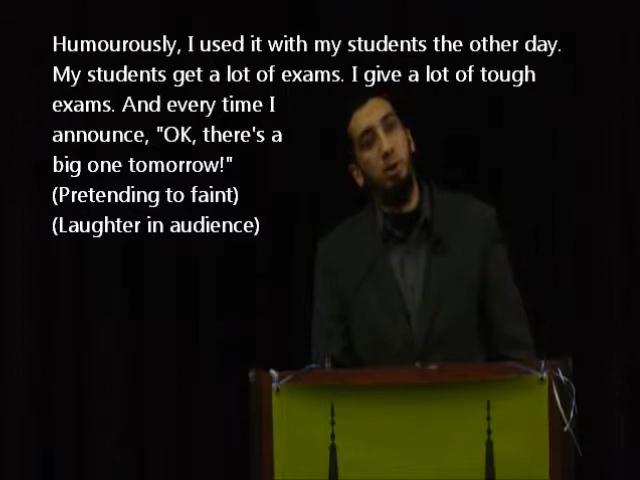 Humourously, I used it with my students the other day.
My students get a lot of exams. I give a lot of tough
exams. And every time I
announce, "OK, there's a
big one tomorrow!"
(Pretending to faint)
(Laughter in audience)